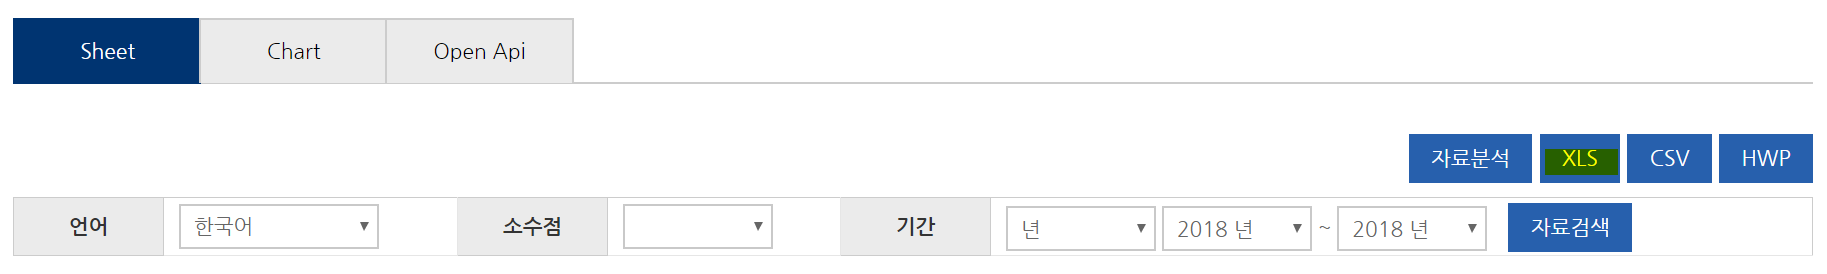 Sheet Chart Open Api
자료분석 XLS CSV HWP
언어 한국어 소수점 기간 년 2018 년 ~ 2018 년 자료검색